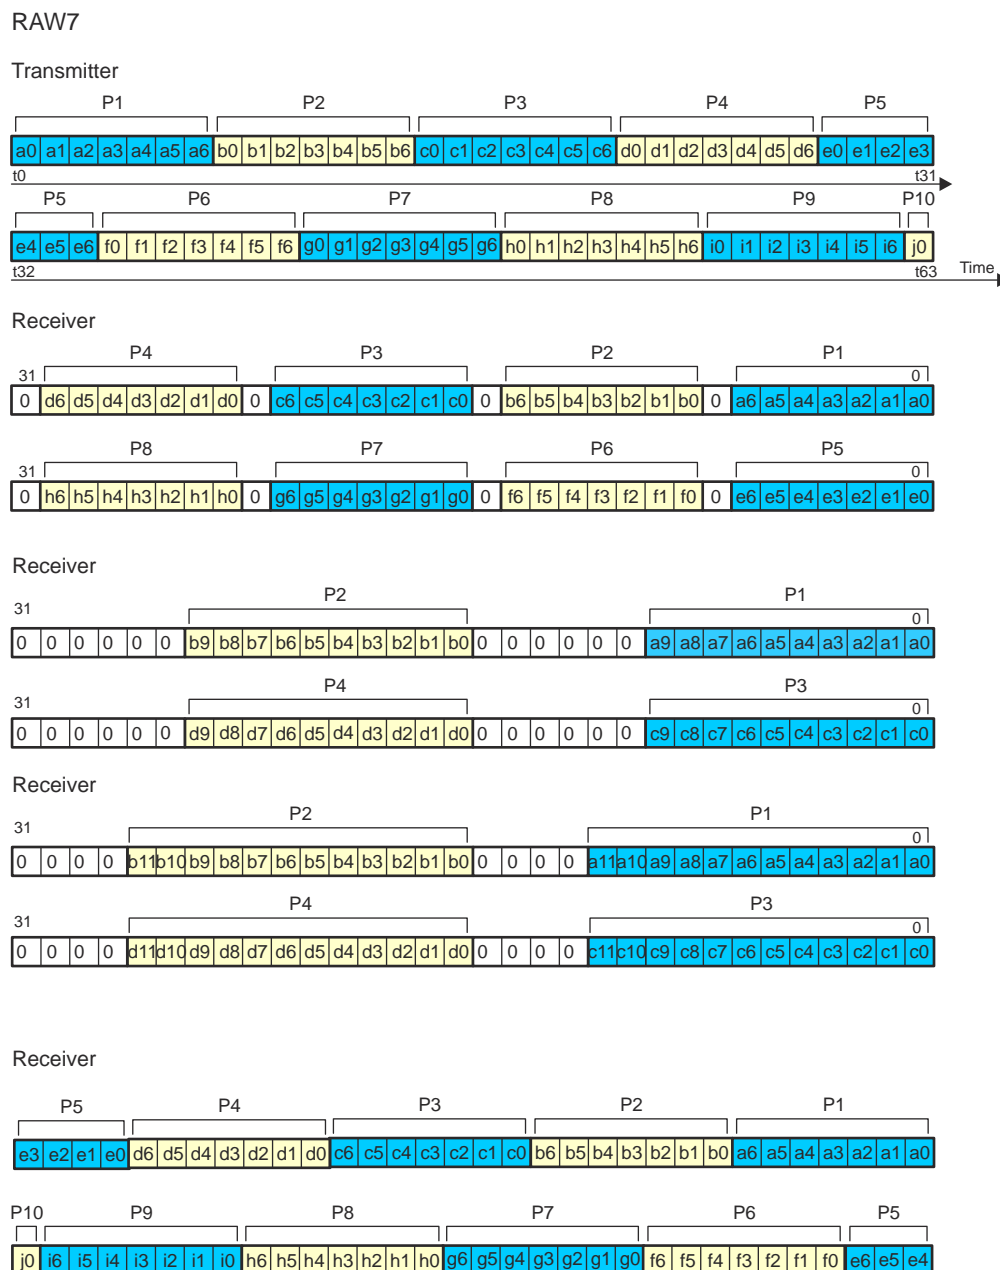 RAW7
Transmitter
P1 P2 P3 P4 P5
a0 a1 a2 a3 a4 a5 a6 b0 b1 b2 b3 b4 b5 b6 c0 c1 c2 c3 c4 c5 c6 d0 d1 d2 d3 d4 d5 d6 e0 e1 e2 e3
t0 t31
P5 P6 P7 P8 P9 P10
e4 e5 e6 f0 f1 f2 f3 f4 f5 f6 g0 g1 g2 g3 g4 g5 g6 h0 h1 h2 h3 h4 h5 h6 i0 i1 i2 i3 i4 i5 i6 j0
t32 t63 Time
Receiver
P4 P3 P2 P1
31 0
0 d6 d5 d4 d3 d2 d1 d0 0 c6 c5 c4 c3 c2 c1 c0 0 b6 b5 b4 b3 b2 b1 b0 0 a6 a5 a4 a3 a2 a1 a0
P8 P7 P6 P5
31 0
0 h6 h5 h4 h3 h2 h1 h0 0 g6 g5 g4 g3 g2 g1 g0 0 f6 f5 f4 f3 f2 f1 f0 0 e6 e5 e4 e3 e2 e1 e0
Receiver
P2 P1
31 0
0 0 0 0 0 0 b9 b8 b7 b6 b5 b4 b3 b2 b1 b0 0 0 0 0 0 0 a9 a8 a7 a6 a5 a4 a3 a2 a1 a0
P4 P3
31 0
0 0 0 0 0 0 d9 d8 d7 d6 d5 d4 d3 d2 d1 d0 0 0 0 0 0 0 c9 c8 c7 c6 c5 c4 c3 c2 c1 c0
Receiver
P2 P1
31 0
0 0 0 0 b11 b10 b9 b8 b7 b6 b5 b4 b3 b2 b1 b0 0 0 0 0 a11 a10 a9 a8 a7 a6 a5 a4 a3 a2 a1 a0
P4 P3
31 0
0 0 0 0 d11 d10 d9 d8 d7 d6 d5 d4 d3 d2 d1 d0 0 0 0 0 c11 c10 c9 c8 c7 c6 c5 c4 c3 c2 c1 c0
Receiver
P5 P4 P3 P2 P1
e3 e2 e1 e0 d6 d5 d4 d3 d2 d1 d0 c6 c5 c4 c3 c2 c1 c0 b6 b5 b4 b3 b2 b1 b0 a6 a5 a4 a3 a2 a1 a0
P10 P9 P8 P7 P6 P5
j0 i6 i5 i4 i3 i2 i1 i0 h6 h5 h4 h3 h2 h1 h0 g6 g5 g4 g3 g2 g1 g0 f6 f5 f4 f3 f2 f1 f0 e6 e5 e4